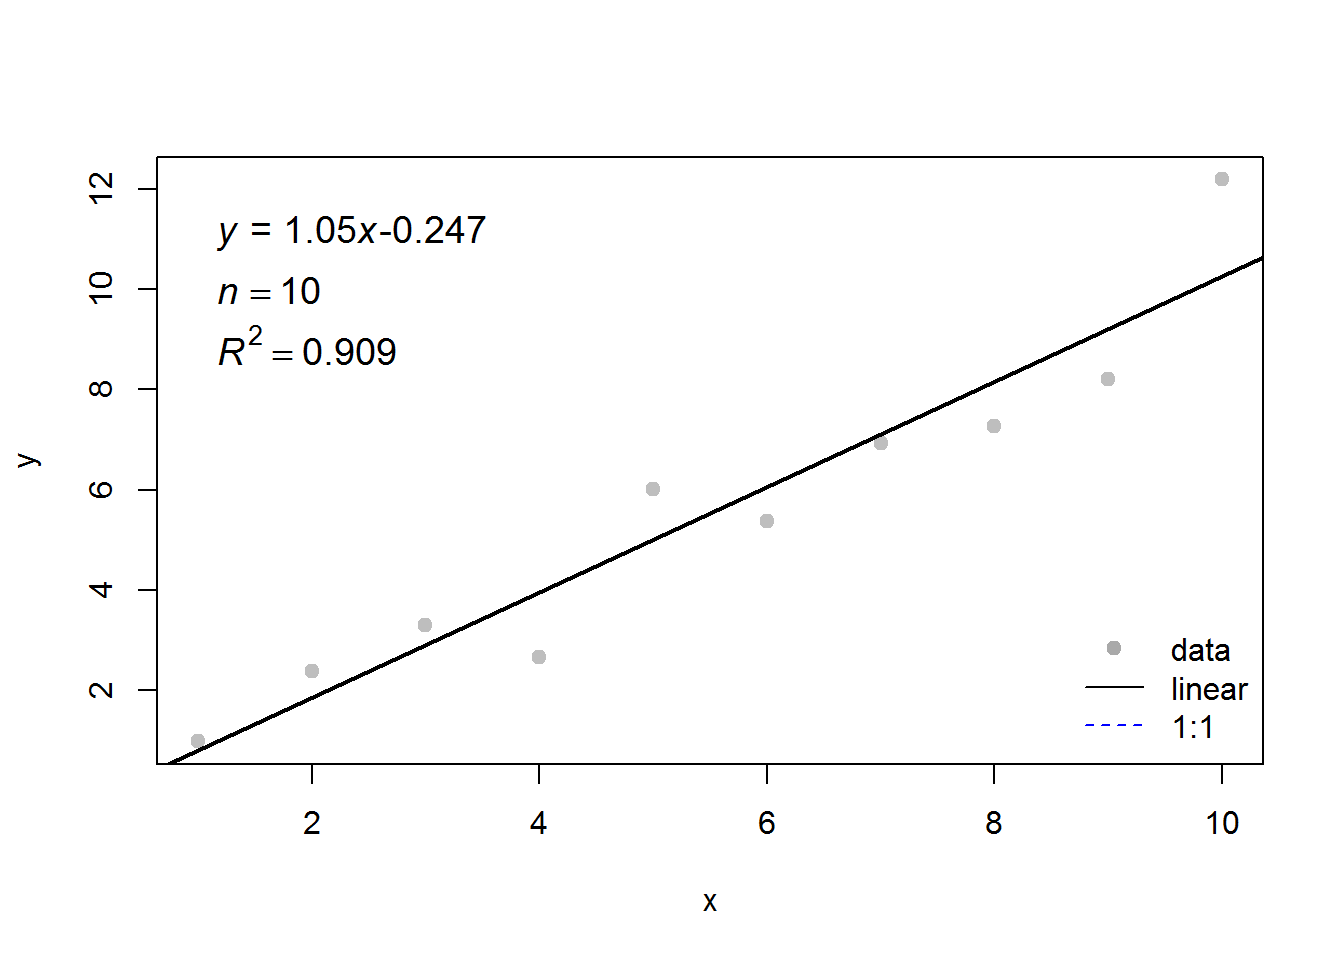 y = 1.05x-0.247
n = 10
R² = 0.909
12
10
8
6
4
2
y
data
linear
1:1
2 4 6 8 10
x